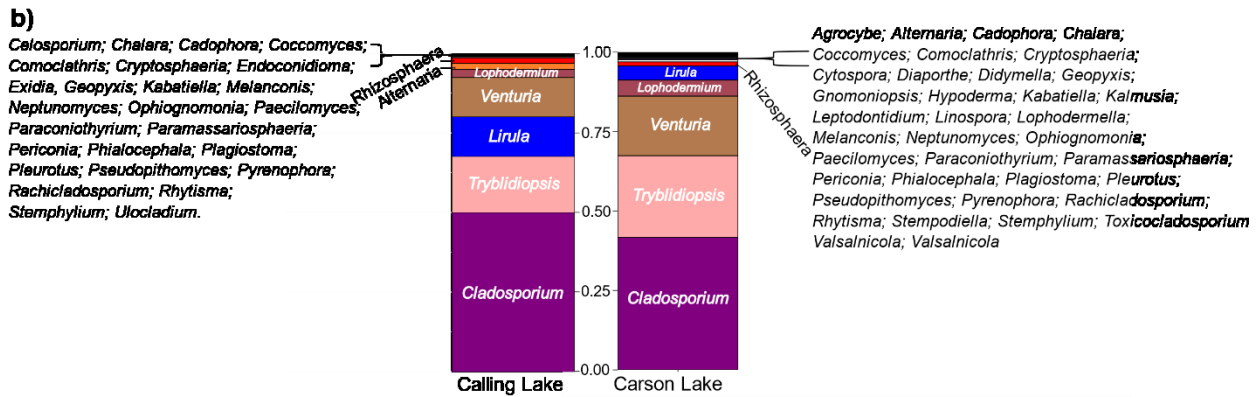 b)
Celosporium; Chalara; Cadophora; Coccomyces;
Comoclathris; Cryptosphaeria; Endoconidioma;
Exidia, Geopyxis; Kabatiella; Melanconis;
Neptunomyces; Ophiognomonia; Paecilomyces;
Paraconiothyrium; Paramassariosphaeria;
Periconia; Phialocephala; Plagiostoma;
Pleurotus; Pseudopithomyces; Pyrenophora;
Rachicladosporium; Rhytisma;
Stemphylium; Ulocladium.
Rhizosphaera
Alternaria
Lophodermium
Venturia
Lirula
Tryblidiopsis
Cladosporium
Calling Lake
1.00
0.75
0.50
0.25
0.00
Lirula
Lophodermium
Venturia
Tryblidiopsis
Cladosporium
Carson Lake
Rhizosphaera
Agrocybe; Alternaria; Cadophora; Chalara;
Coccomyces; Comoclathris; Cryptosphaeria;
Cytospora; Diaporthe; Didymella; Geopyxis;
Gnomoniopsis; Hypoderma; Kabatiella; Kalmusia;
Leptodontidium; Linospora; Lophodermella;
Melanconis; Neptunomyces; Ophiognomonia;
Paecilomyces; Paraconiothyrium; Paramassariosphaeria;
Periconia; Phialocephala; Plagiostoma; Pleurotus;
Pseudopithomyces; Pyrenophora; Rachicladosporium;
Rhytisma; Stempodiella; Stemphylium; Toxicocladosporium
Valsalnicola; Valsalnicola